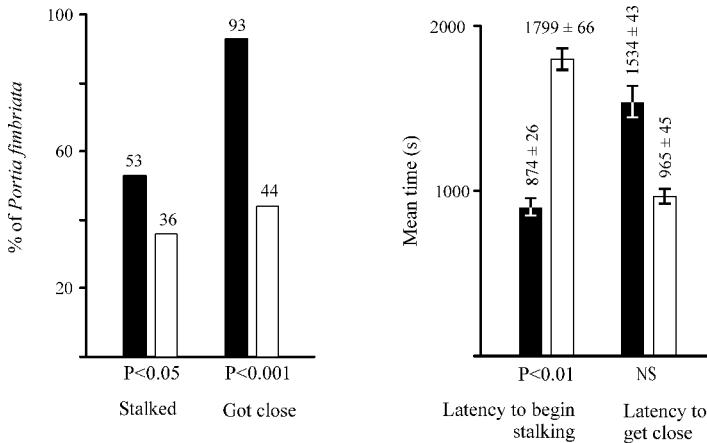 100
60
20
% of Portia fimbriata
53
36
93
44
P<0.05
P<0.001
Stalked
Got close
2000
1000
Mean time (s)
874 ± 26
1799 ± 66
1534 ± 43
965 ± 45
P<0.01
NS
Latency to begin
stalking
Latency to
get close